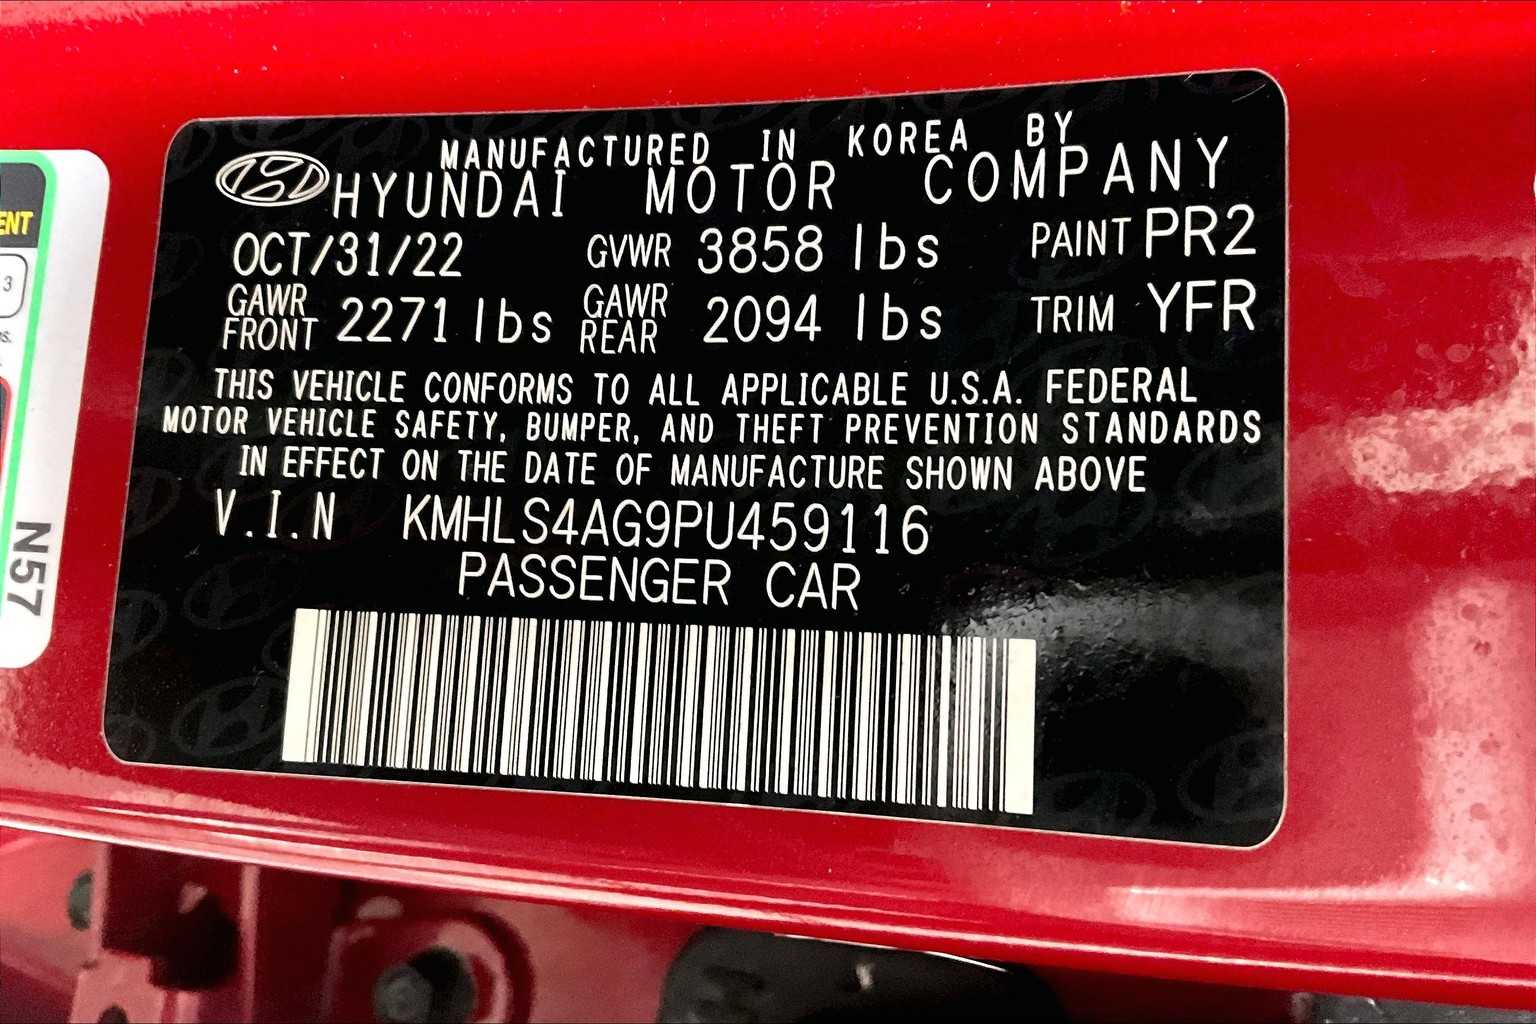 MANUFACTURED IN KOREA BY
HYUNDAI MOTOR COMPANY
OCT/31/22 GVWR 3858 lbs PAINT PR2
GAWR FRONT 2271 lbs GAWR REAR 2094 lbs TRIM YFR
THIS VEHICLE CONFORMS TO ALL APPLICABLE U.S.A. FEDERAL
MOTOR VEHICLE SAFETY, BUMPER, AND THEFT PREVENTION STANDARDS
IN EFFECT ON THE DATE OF MANUFACTURE SHOWN ABOVE
V.I.N KMHLS4AG9PU459116
PASSENGER CAR
ENT
3
s.
N57